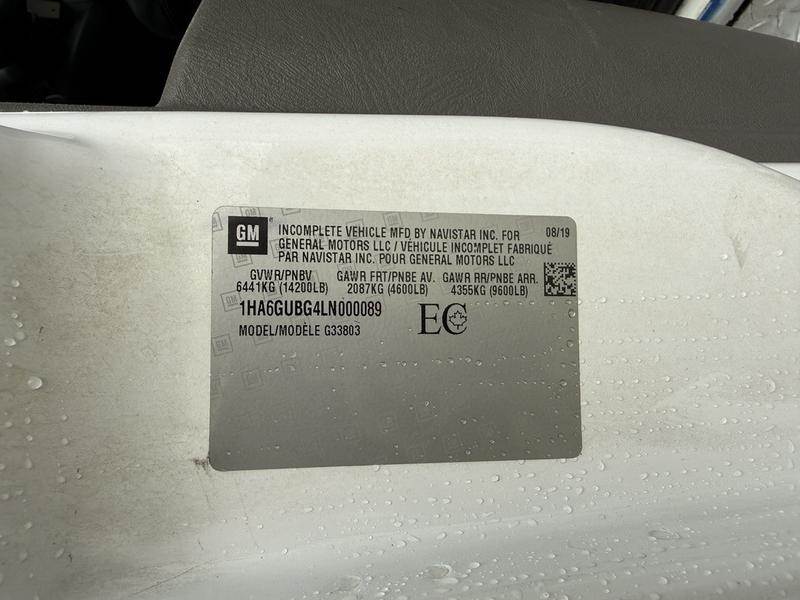 GM
INCOMPLETE VEHICLE MFD BY NAVISTAR INC. FOR
GENERAL MOTORS LLC / VÉHICULE INCOMPLET FABRIQUÉ
PAR NAVISTAR INC. POUR GENERAL MOTORS LLC
08/19
GVWR/PNBV GAWR FRT/PNBE AV. GAWR RR/PNBE ARR.
6441KG (14200LB) 2087KG (4600LB) 4355KG (9600LB)
1HA6GUBG4LN000089
EC
MODEL/MODÈLE G33803